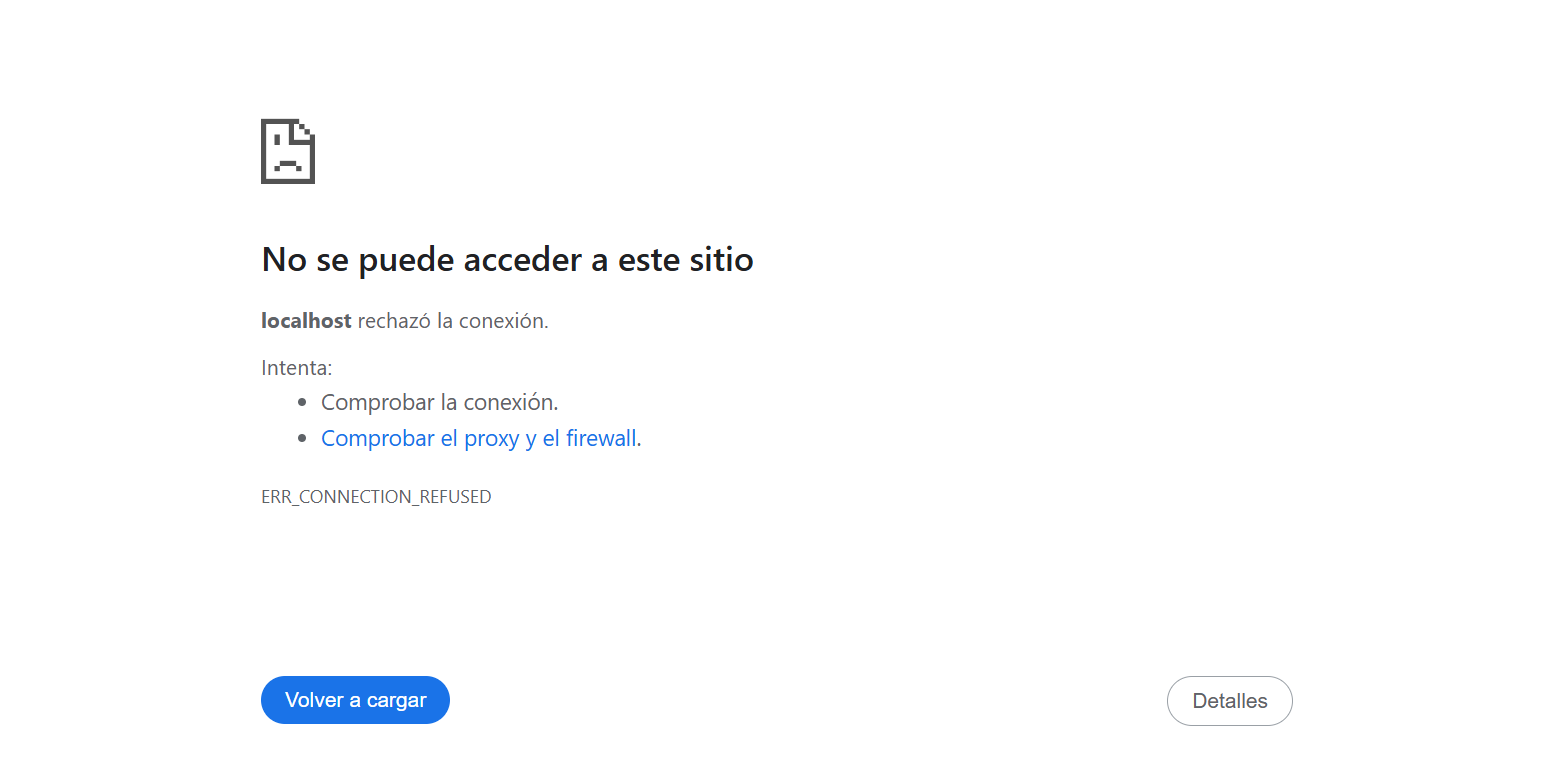 No se puede acceder a este sitio
localhost rechazó la conexión.
Intenta:
Comprobar la conexión.
Comprobar el proxy y el firewall.
ERR_CONNECTION_REFUSED
Volver a cargar
Detalles